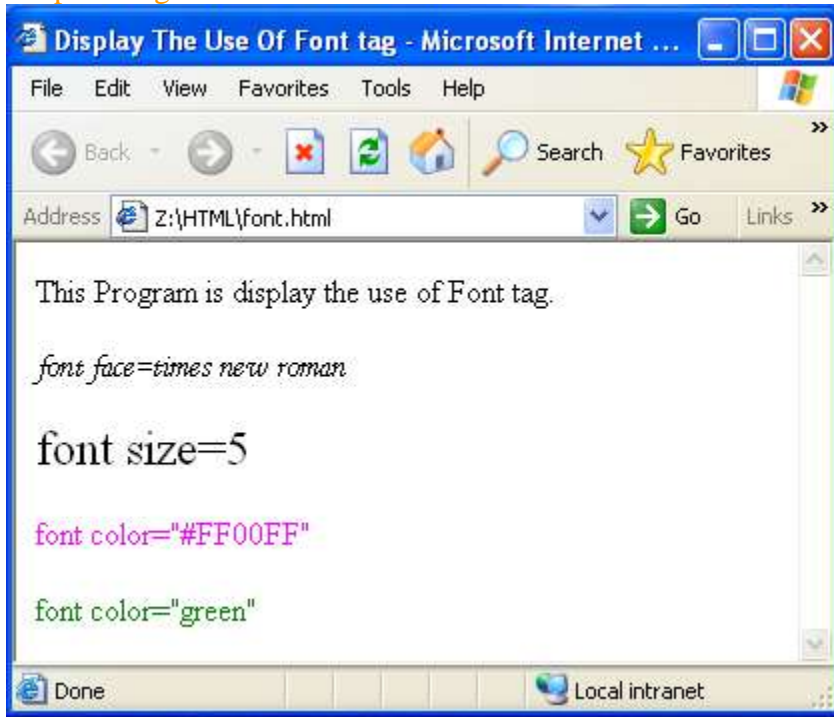 Display The Use Of Font tag - Microsoft Internet ...
File Edit View Favorites Tools Help
Back Search Favorites »
Address Z:\HTML\font.html Go Links »
This Program is display the use of Font tag.
font face=times new roman
font size=5
font color="#FF00FF"
font color="green"
Done Local intranet